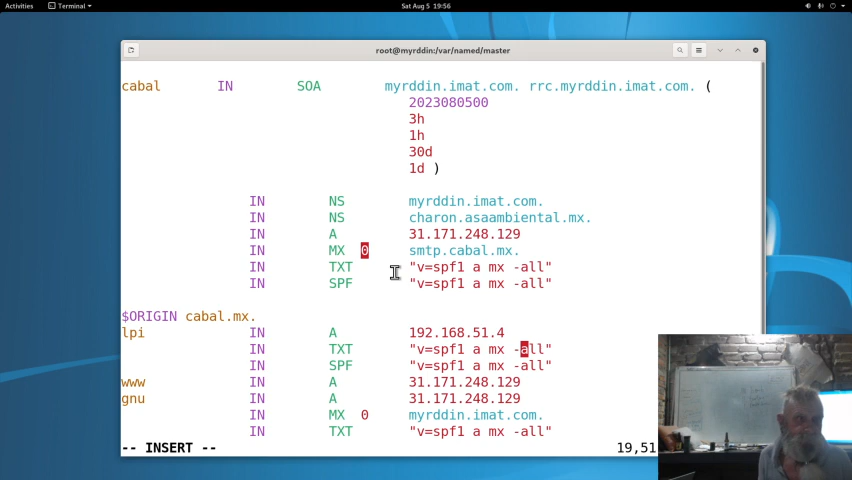 Activities Terminal Sat Aug 5 19:56
root@myrddin:/var/named/master
cabal IN SOA myrddin.imat.com. rrc.myrddin.imat.com. (
2023080500
3h
1h
30d
1d )
IN NS myrddin.imat.com.
IN NS charon.asaambiental.mx.
IN A 31.171.248.129
IN MX 0 smtp.cabal.mx.
IN TXT "v=spf1 a mx -all"
IN SPF "v=spf1 a mx -all"
$ORIGIN cabal.mx.
lpi IN A 192.168.51.4
IN TXT "v=spf1 a mx -all"
IN SPF "v=spf1 a mx -all"
www IN A 31.171.248.129
gnu IN A 31.171.248.129
IN MX 0 myrddin.imat.com.
IN TXT "v=spf1 a mx -all"
-- INSERT -- 19,51